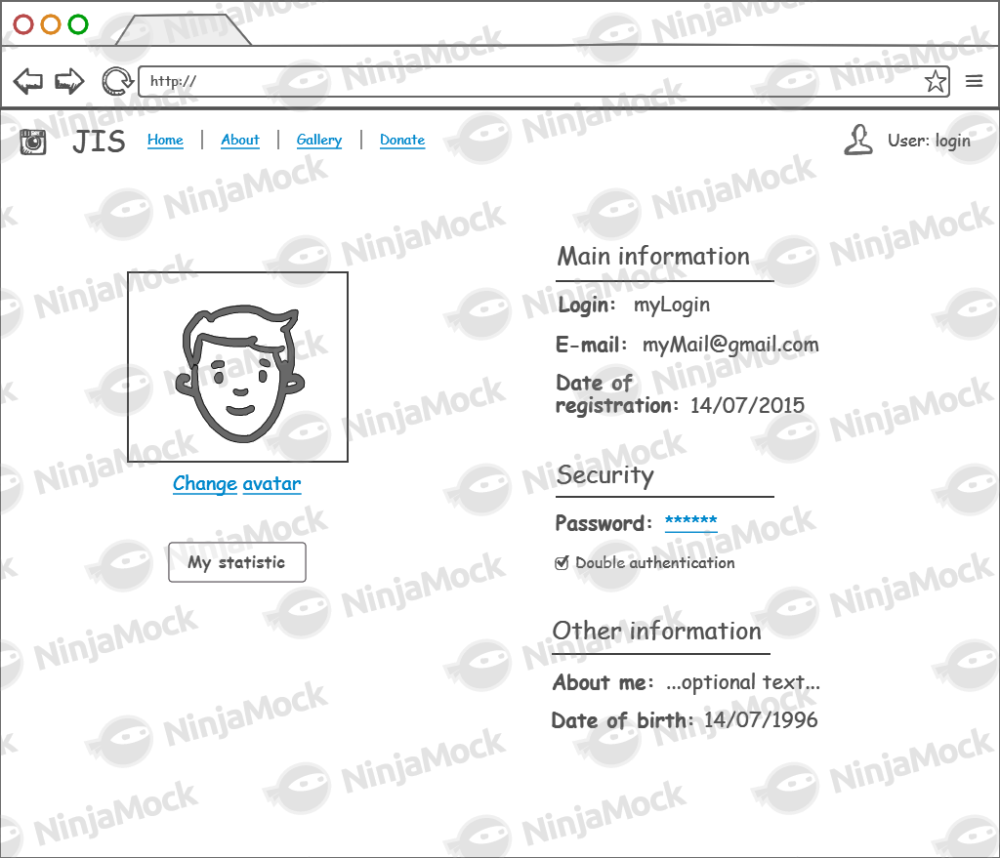 http://
JIS Home | About | Gallery | Donate User: login
Main information
Login: myLogin
E-mail: myMail@gmail.com
Date of
registration: 14/07/2015
Change avatar
My statistic
Security
Password: ******
Double authentication
Other information
About me: ...optional text...
Date of birth: 14/07/1996
NinjaMock